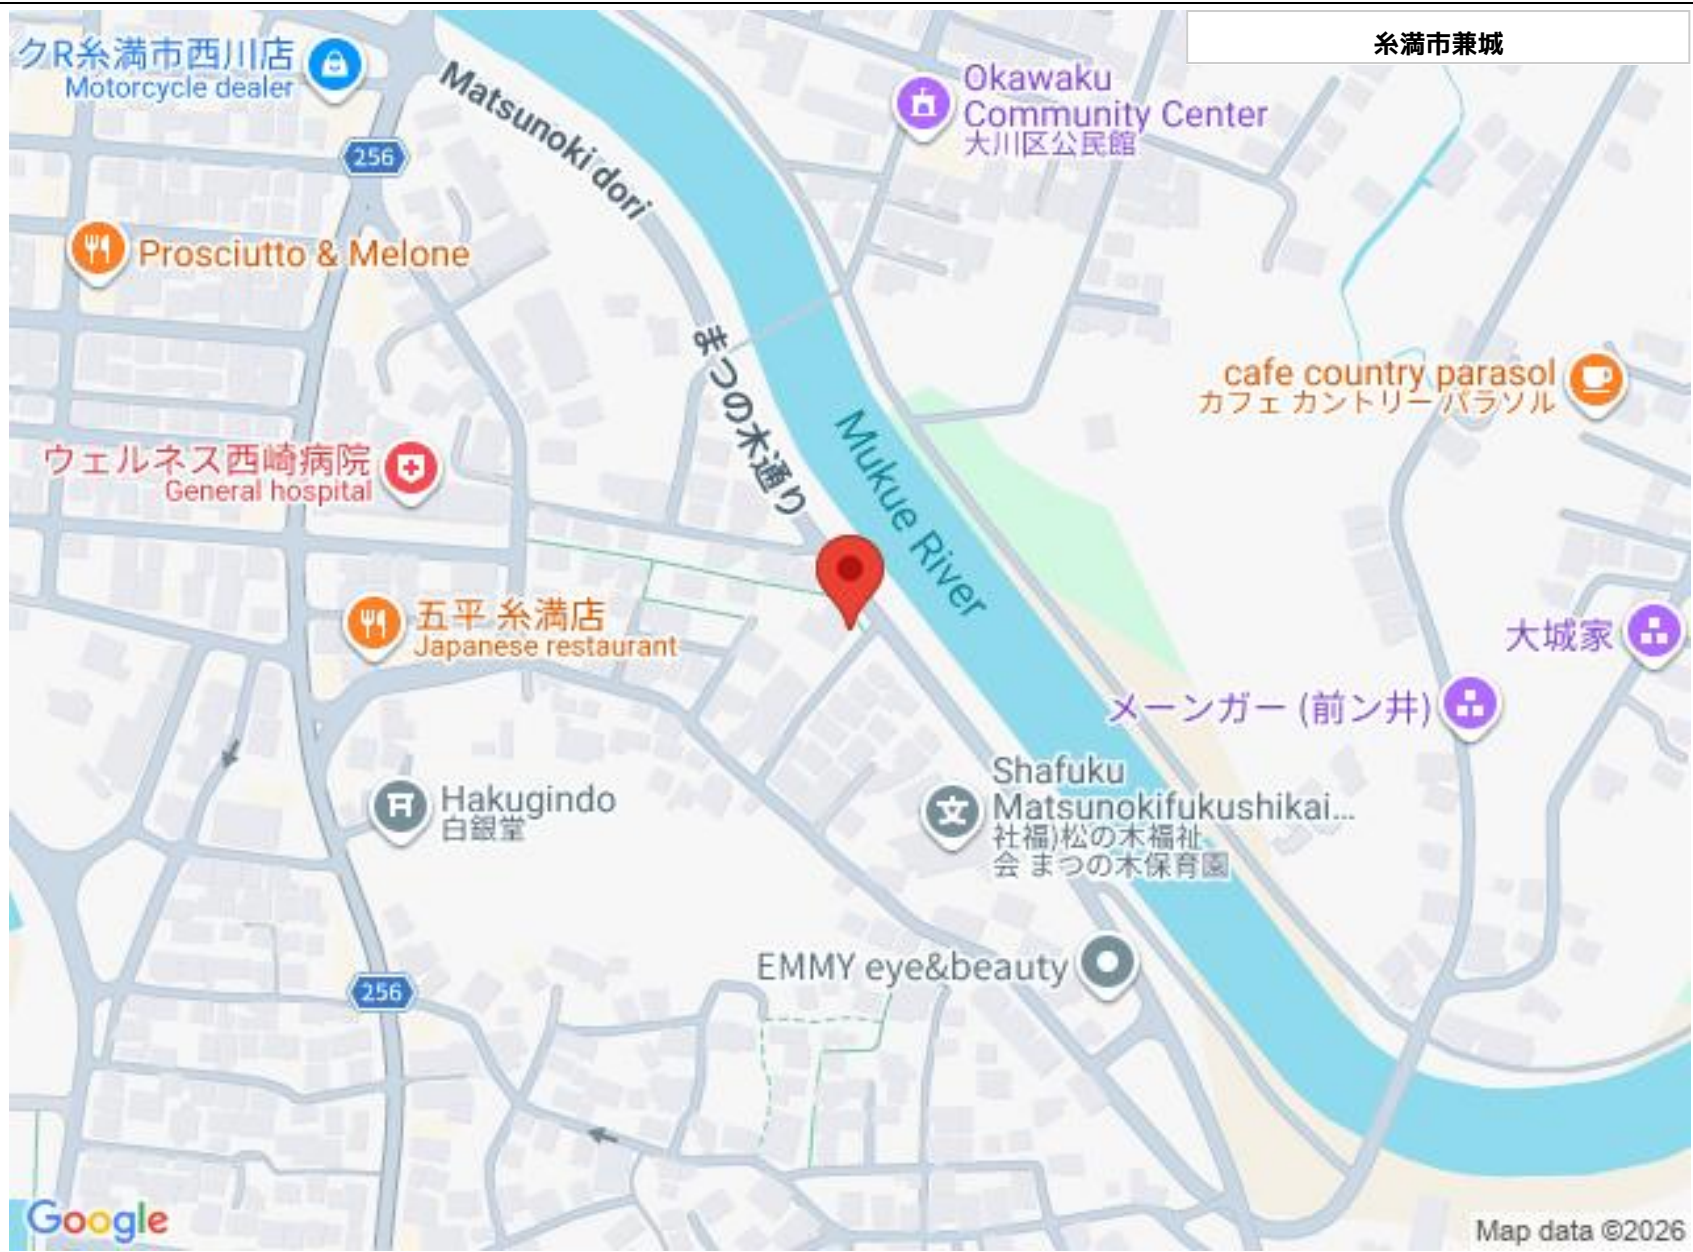 糸満市兼城
クR糸満市西川店
Motorcycle dealer
Matsunoki dori
Okawaku
Community Center
大川区公民館
256
Prosciutto & Melone
まつの木通り
cafe country parasol
カフェ カントリー パラソル
Mukue River
ウェルネス西崎病院
General hospital
五平 糸満店
Japanese restaurant
大城家
メーンガー (前ン井)
Hakugindo
白銀堂
Shafuku
Matsunokifukushikai...
社福)松の木福祉
会 まつの木保育園
文
EMMY eye&beauty
256
Google
Map data ©2026